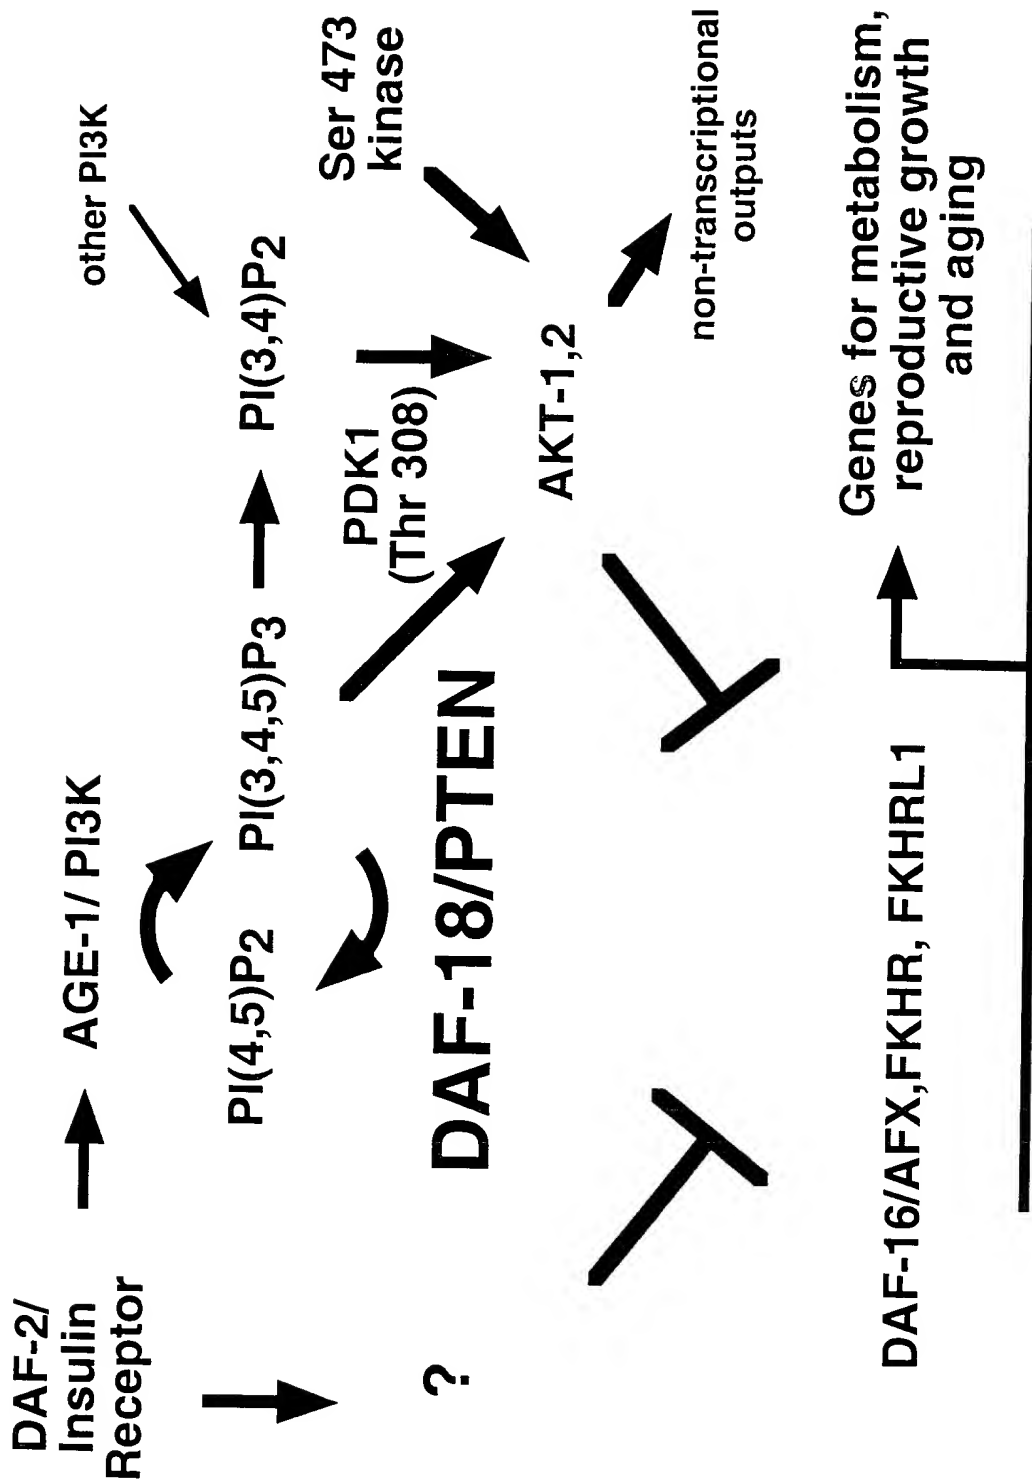 DAF-2/
Insulin
Receptor
AGE-1/ PI3K
other PI3K
PI(4,5)P2
PI(3,4,5)P3
PI(3,4)P2
Ser 473
kinase
PDK1
(Thr 308)
?
DAF-18/PTEN
AKT-1,2
non-transcriptional
outputs
DAF-16/AFX,FKHR, FKHRL1
Genes for metabolism,
reproductive growth
and aging